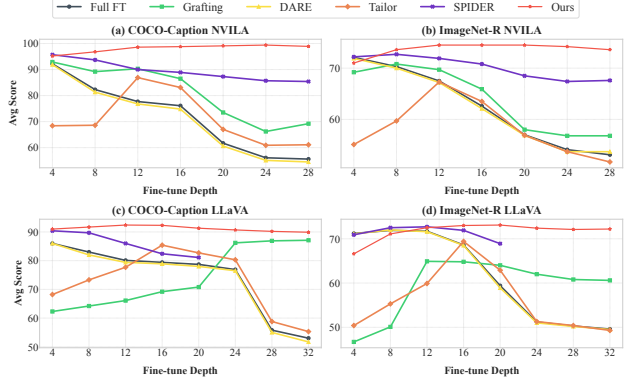 Full FT Grafting DARE Tailor SPIDER Ours
(a) COCO-Caption NVILA
(b) ImageNet-R NVILA
Avg Score
100
90
80
70
60
4 8 12 16 20 24 28
Fine-tune Depth
70
60
4 8 12 16 20 24 28
Fine-tune Depth
(c) COCO-Caption LLaVA
(d) ImageNet-R LLaVA
Avg Score
90
80
70
60
50
4 8 12 16 20 24 28 32
Fine-tune Depth
70
60
50
4 8 12 16 20 24 28 32
Fine-tune Depth